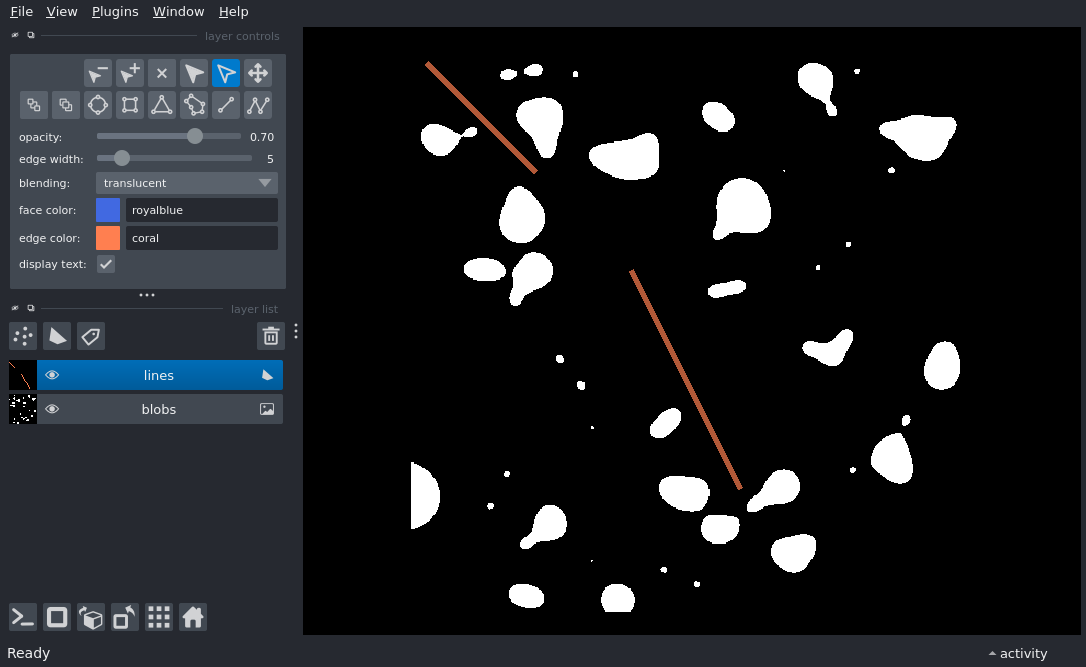 File View Plugins Window Help
layer controls
opacity: 0.70
edge width: 5
blending: translucent
face color: royalblue
edge color: coral
display text:
layer list
lines
blobs
Ready activity